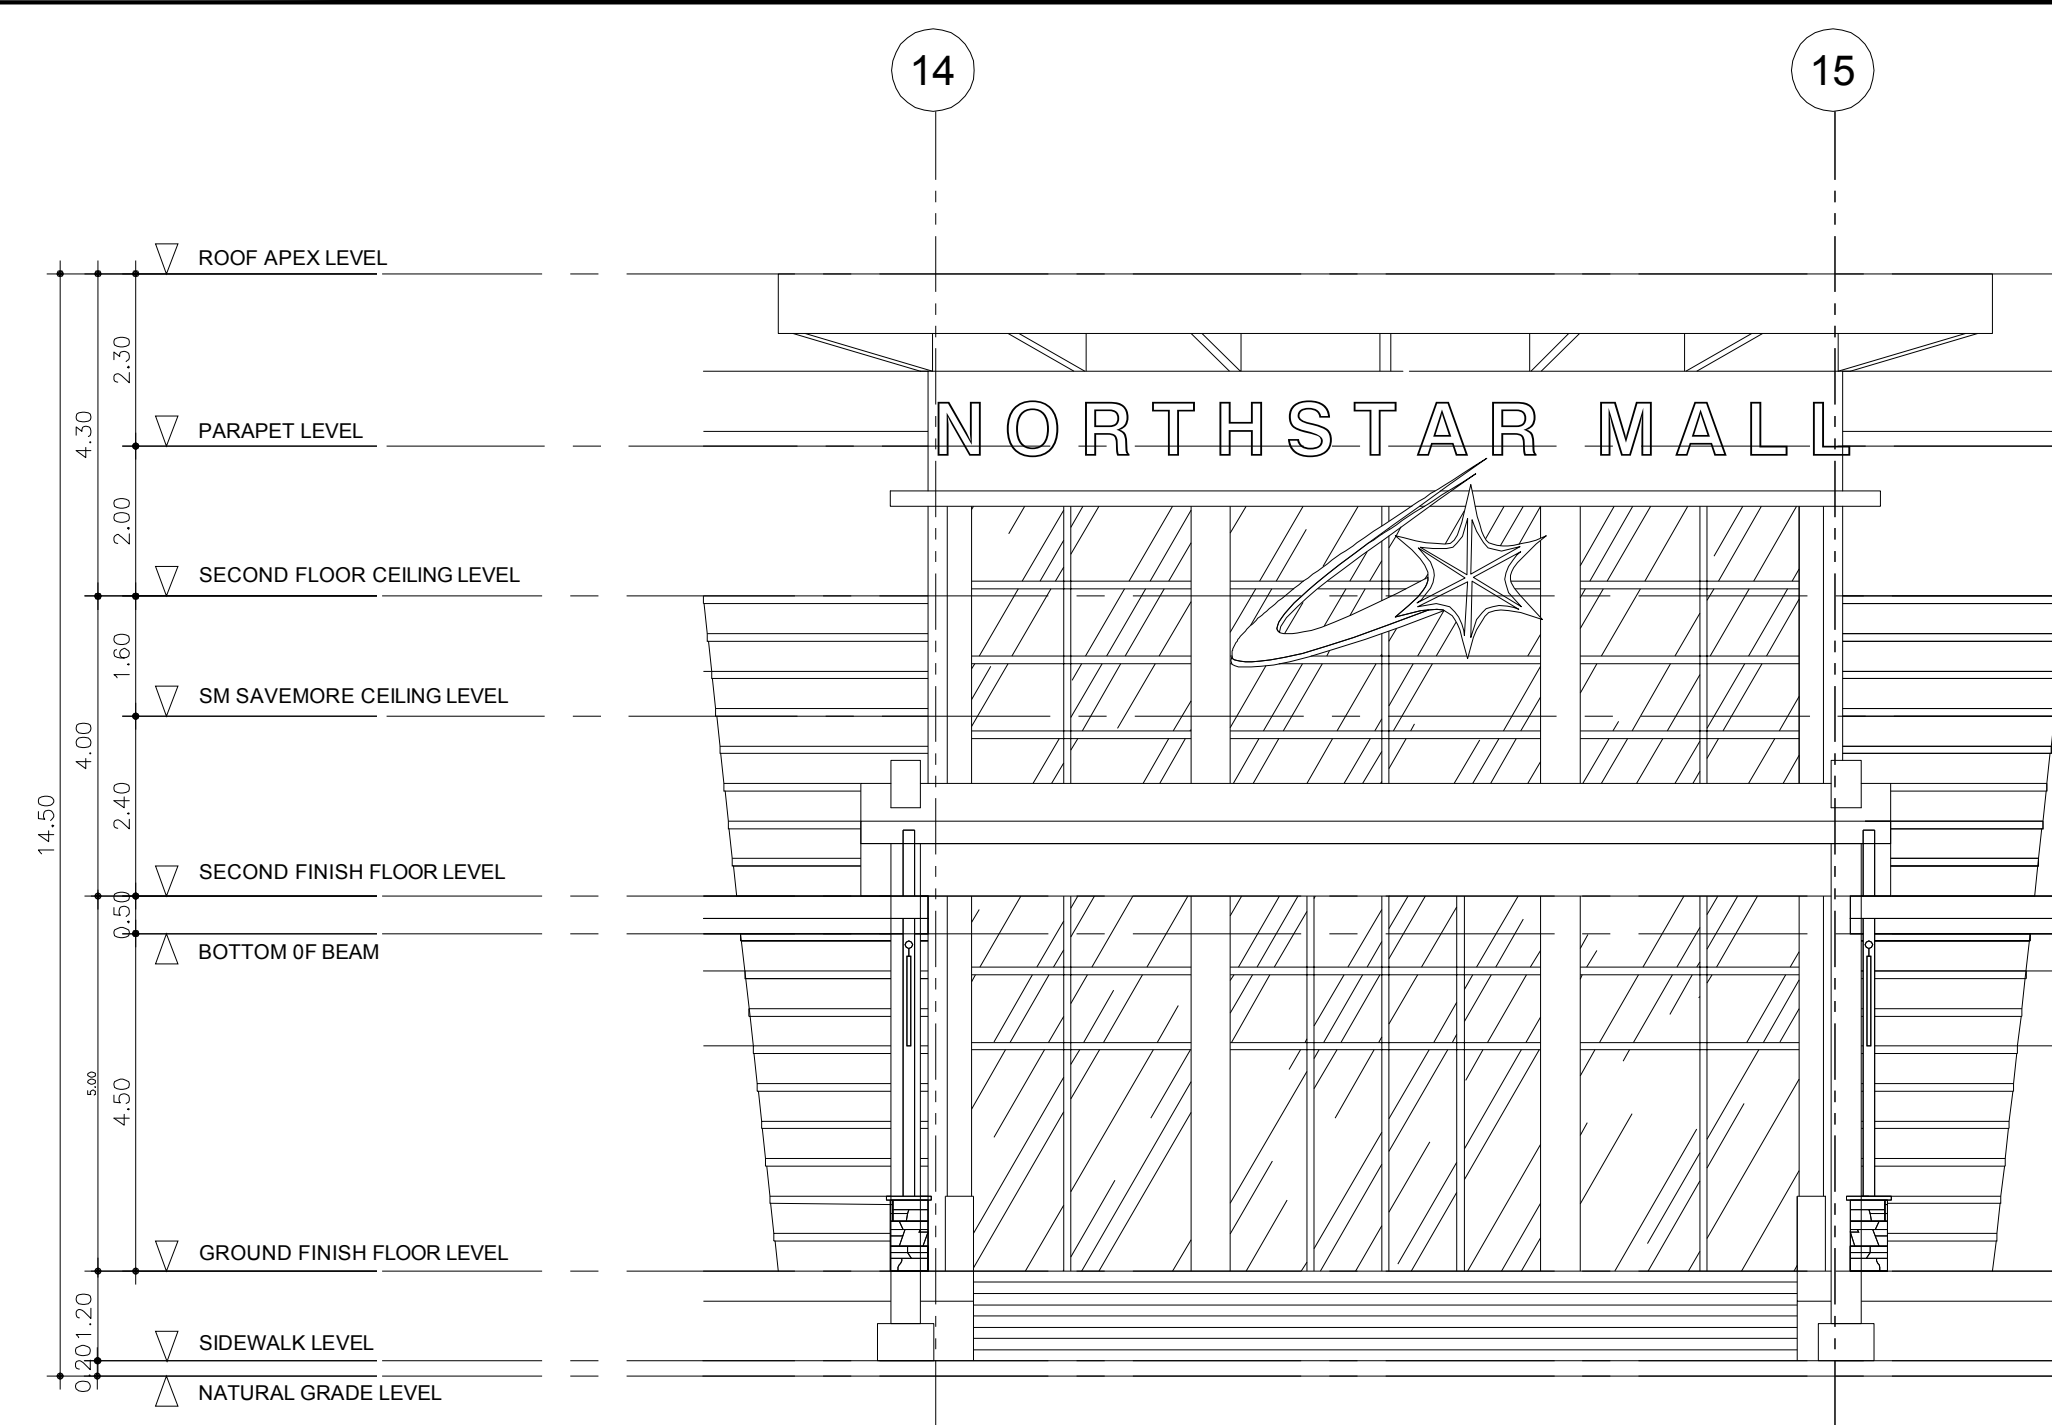 14
15
ROOF APEX LEVEL
2.30
4.30
PARAPET LEVEL
NORTHSTAR MALL
2.00
SECOND FLOOR CEILING LEVEL
1.60
SM SAVEMORE CEILING LEVEL
4.00
2.40
14.50
SECOND FINISH FLOOR LEVEL
0.50
BOTTOM 0F BEAM
5.00
4.50
GROUND FINISH FLOOR LEVEL
1.20
SIDEWALK LEVEL
0.20
NATURAL GRADE LEVEL